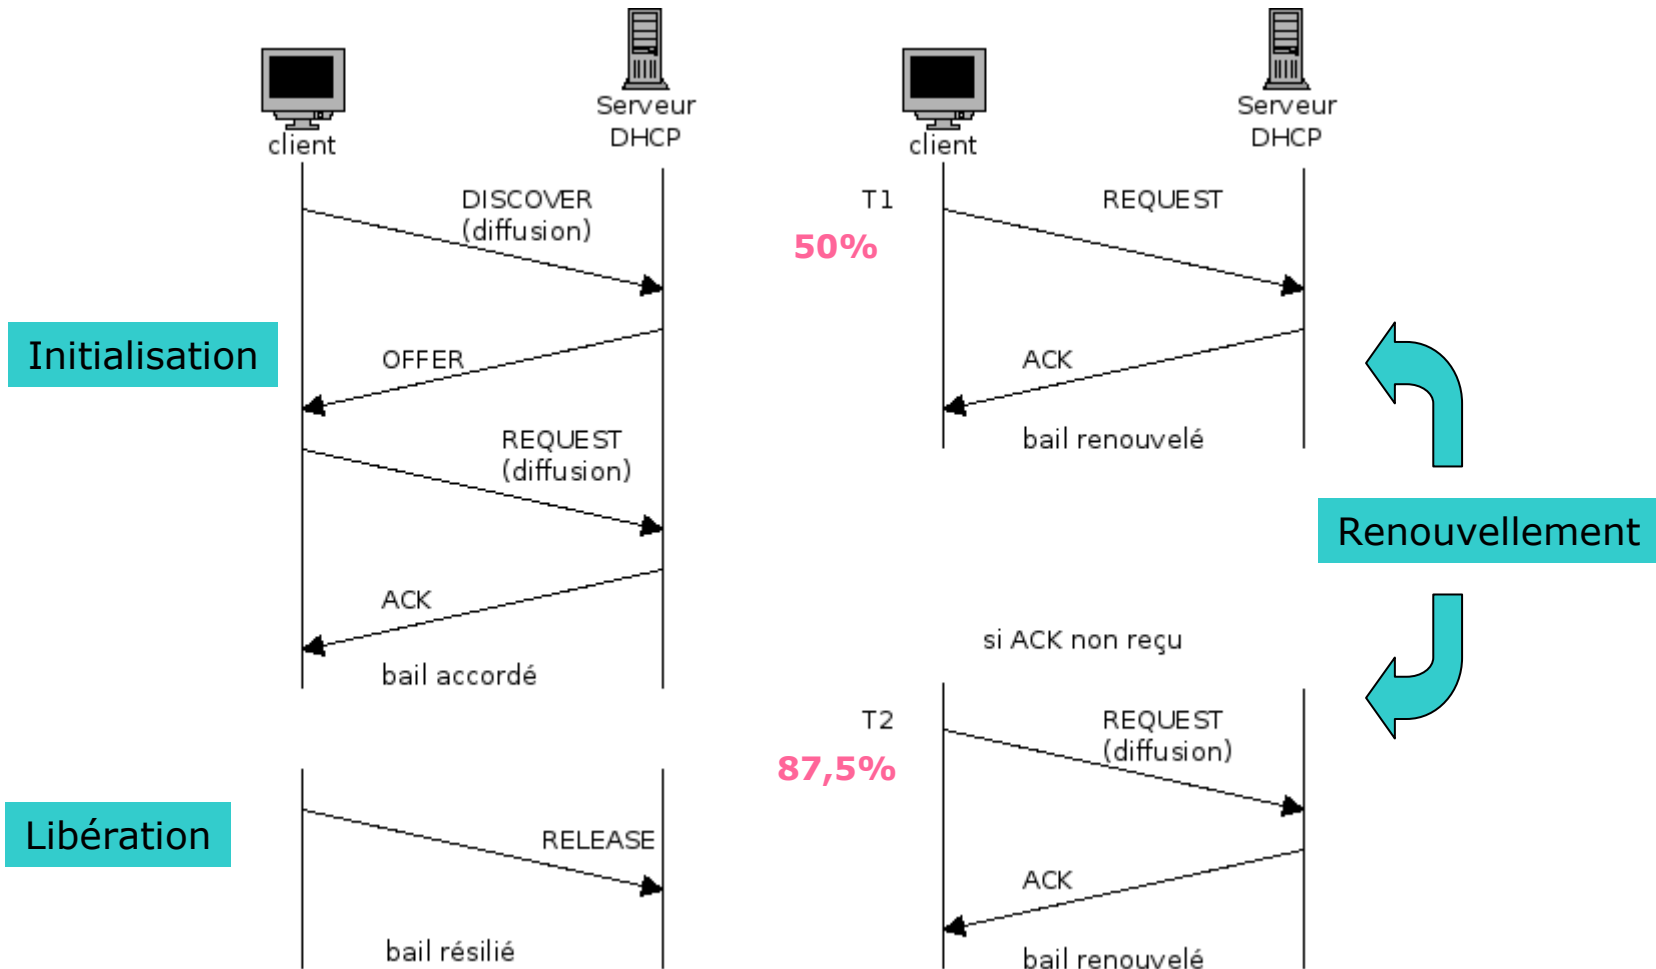 Serveur
DHCP
client
DISCOVER
(diffusion)
Initialisation
OFFER
REQUEST
(diffusion)
ACK
bail accordé
Libération
RELEASE
bail résilié
Serveur
DHCP
client
T1
REQUEST
50%
ACK
bail renouvelé
Renouvellement
si ACK non reçu
T2
REQUEST
(diffusion)
87,5%
ACK
bail renouvelé